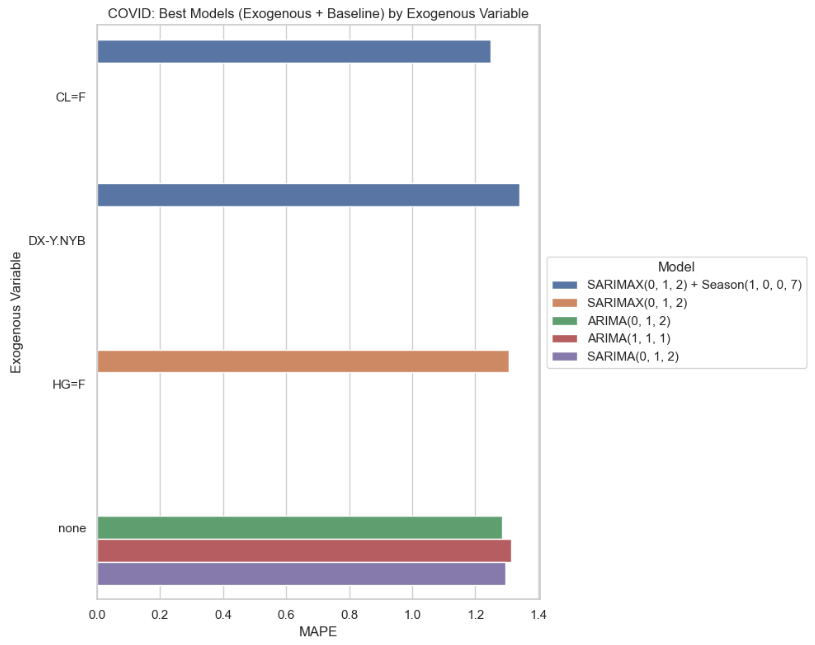 COVID: Best Models (Exogenous + Baseline) by Exogenous Variable
Exogenous Variable
CL=F
DX-Y.NYB
HG=F
none
0.0 0.2 0.4 0.6 0.8 1.0 1.2 1.4
MAPE
Model
SARIMAX(0, 1, 2) + Season(1, 0, 0, 7)
SARIMAX(0, 1, 2)
ARIMA(0, 1, 2)
ARIMA(1, 1, 1)
SARIMA(0, 1, 2)